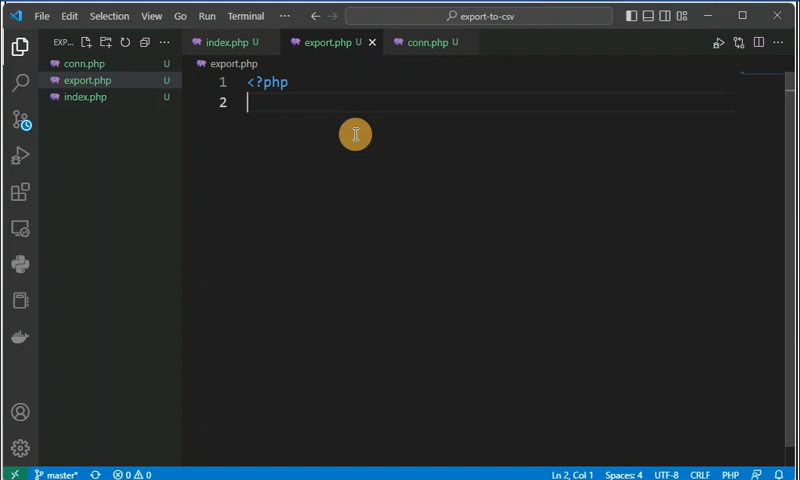 File Edit Selection View Go Run Terminal ··· export-to-csv
EXP... ··· index.php U export.php U conn.php U ···
conn.php U
export.php U
index.php U
export.php
1 <?php
2
master* 0 0 Ln 2, Col 1 Spaces: 4 UTF-8 CRLF PHP